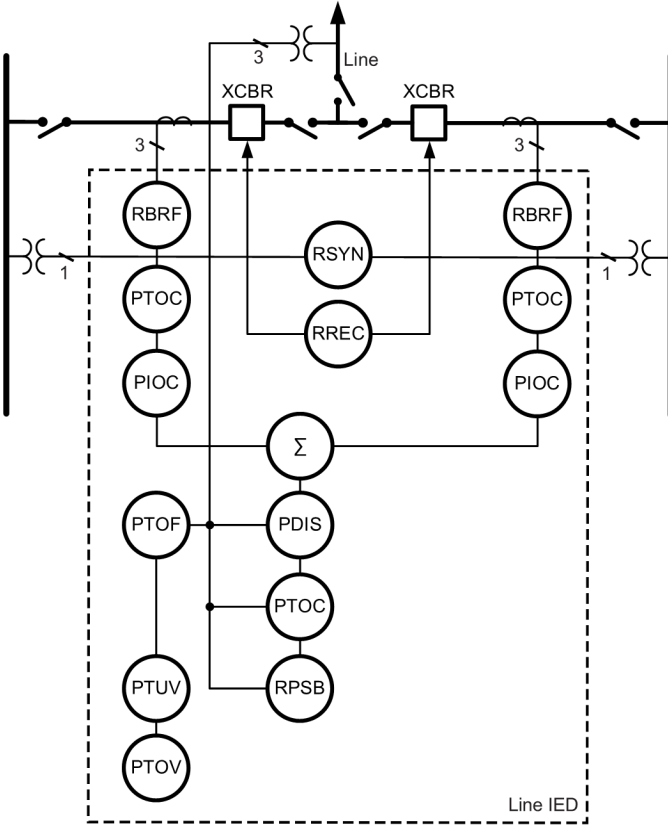 3
Line
XCBR
XCBR
3
3
RBRF
RBRF
RSYN
1
1
PTOC
PTOC
RREC
PIOC
PIOC
Σ
PTOF
PDIS
PTOC
PTUV
RPSB
PTOV
Line IED